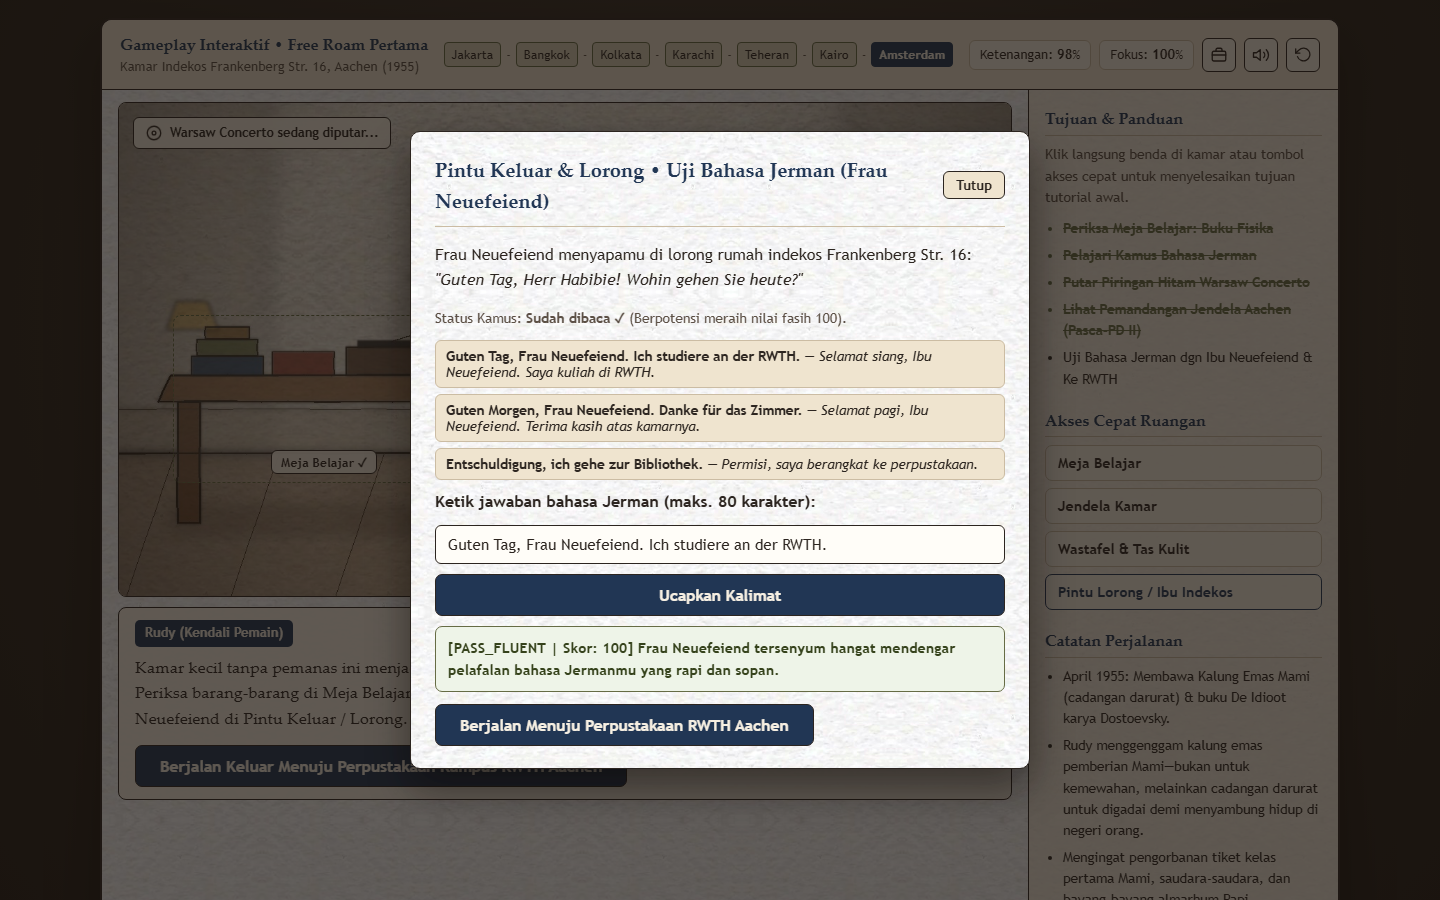 Gameplay Interaktif • Free Roam Pertama
Kamar Indekos Frankenberg Str. 16, Aachen (1955)
Jakarta - Bangkok - Kolkata - Karachi - Teheran - Kairo - Amsterdam
Ketenangan: 98%
Fokus: 100%
Warsaw Concerto sedang diputar...
Meja Belajar ✓
Rudy (Kendali Pemain)
Kamar kecil tanpa pemanas ini menja
Periksa barang-barang di Meja Belajar
Neuefeiend di Pintu Keluar / Lorong.
Berjalan Keluar Menuju Perpustakaan Kampus RWTH Aachen
Pintu Keluar & Lorong • Uji Bahasa Jerman (Frau
Neuefeiend)
Tutup
Frau Neuefeiend menyapamu di lorong rumah indekos Frankenberg Str. 16:
"Guten Tag, Herr Habibie! Wohin gehen Sie heute?"
Status Kamus: Sudah dibaca ✓ (Berpotensi meraih nilai fasih 100).
Guten Tag, Frau Neuefeiend. Ich studiere an der RWTH. — Selamat siang, Ibu
Neuefeiend. Saya kuliah di RWTH.
Guten Morgen, Frau Neuefeiend. Danke für das Zimmer. — Selamat pagi, Ibu
Neuefeiend. Terima kasih atas kamarnya.
Entschuldigung, ich gehe zur Bibliothek. — Permisi, saya berangkat ke perpustakaan.
Ketik jawaban bahasa Jerman (maks. 80 karakter):
Guten Tag, Frau Neuefeiend. Ich studiere an der RWTH.
Ucapkan Kalimat
[PASS_FLUENT | Skor: 100] Frau Neuefeiend tersenyum hangat mendengar
pelafalan bahasa Jermanmu yang rapi dan sopan.
Berjalan Menuju Perpustakaan RWTH Aachen
Tujuan & Panduan
Klik langsung benda di kamar atau tombol
akses cepat untuk menyelesaikan tujuan
tutorial awal.
• Periksa Meja Belajar: Buku Fisika
• Pelajari Kamus Bahasa Jerman
• Putar Piringan Hitam Warsaw Concerto
• Lihat Pemandangan Jendela Aachen
(Pasca-PD II)
• Uji Bahasa Jerman dgn Ibu Neuefeiend &
Ke RWTH
Akses Cepat Ruangan
Meja Belajar
Jendela Kamar
Wastafel & Tas Kulit
Pintu Lorong / Ibu Indekos
Catatan Perjalanan
• April 1955: Membawa Kalung Emas Mami
(cadangan darurat) & buku De Idioot
karya Dostoevsky.
• Rudy menggenggam kalung emas
pemberian Mami—bukan untuk
kemewahan, melainkan cadangan darurat
untuk digadai demi menyambung hidup di
negeri orang.
• Mengingat pengorbanan tiket kelas
pertama Mami, saudara-saudara, dan
bayang-bayang almarhum Papi